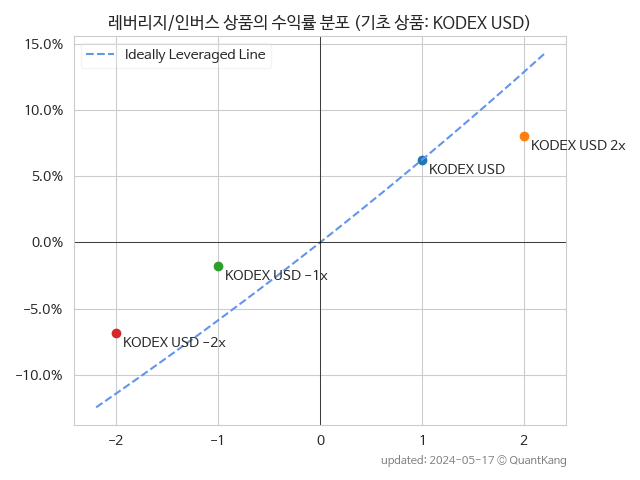 레버리지/인버스 상품의 수익률 분포 (기초 상품: KODEX USD)
15.0%
Ideally Leveraged Line
10.0%
KODEX USD 2x
KODEX USD
5.0%
0.0%
KODEX USD −1x
−5.0%
KODEX USD −2x
−10.0%
−2 −1 0 1 2
updated: 2024-05-17 © QuantKang